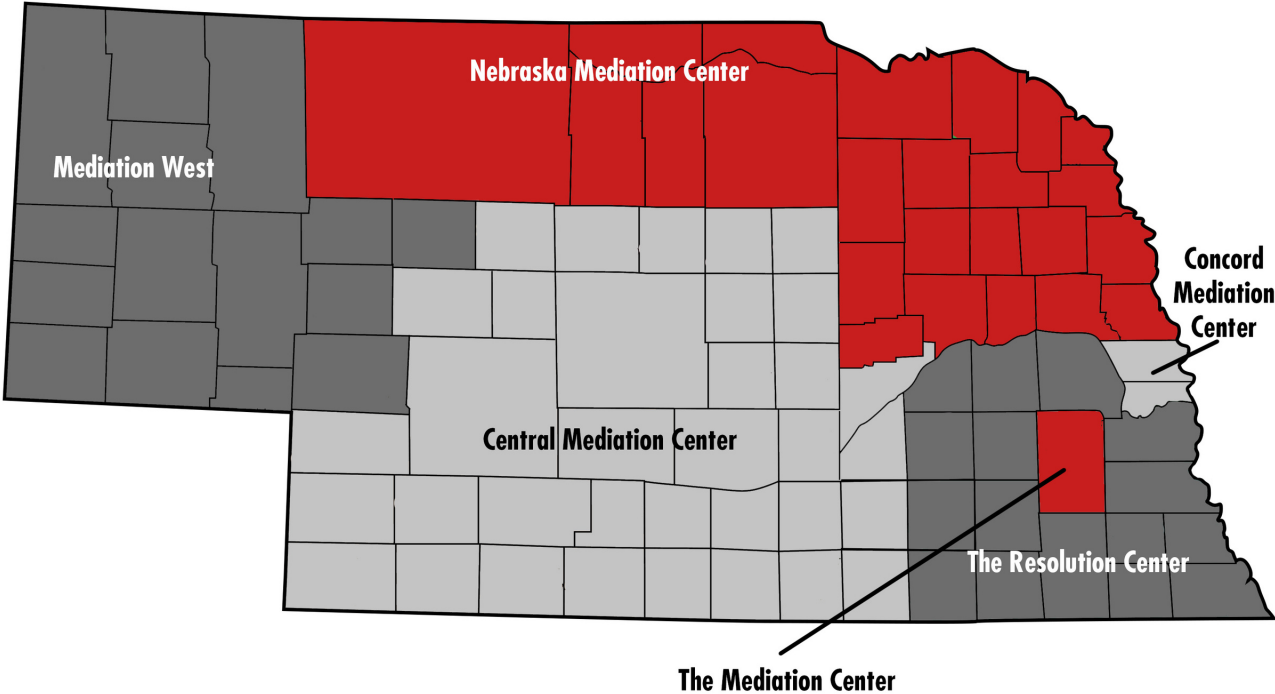 Nebraska Mediation Center
Mediation West
Concord
Mediation
Center
Central Mediation Center
The Resolution Center
The Mediation Center